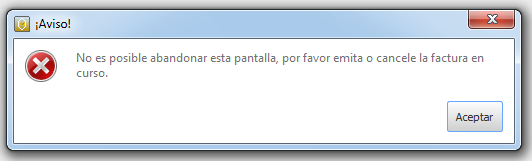 ¡Aviso!
No es posible abandonar esta pantalla, por favor emita o cancele la factura en
curso.
Aceptar